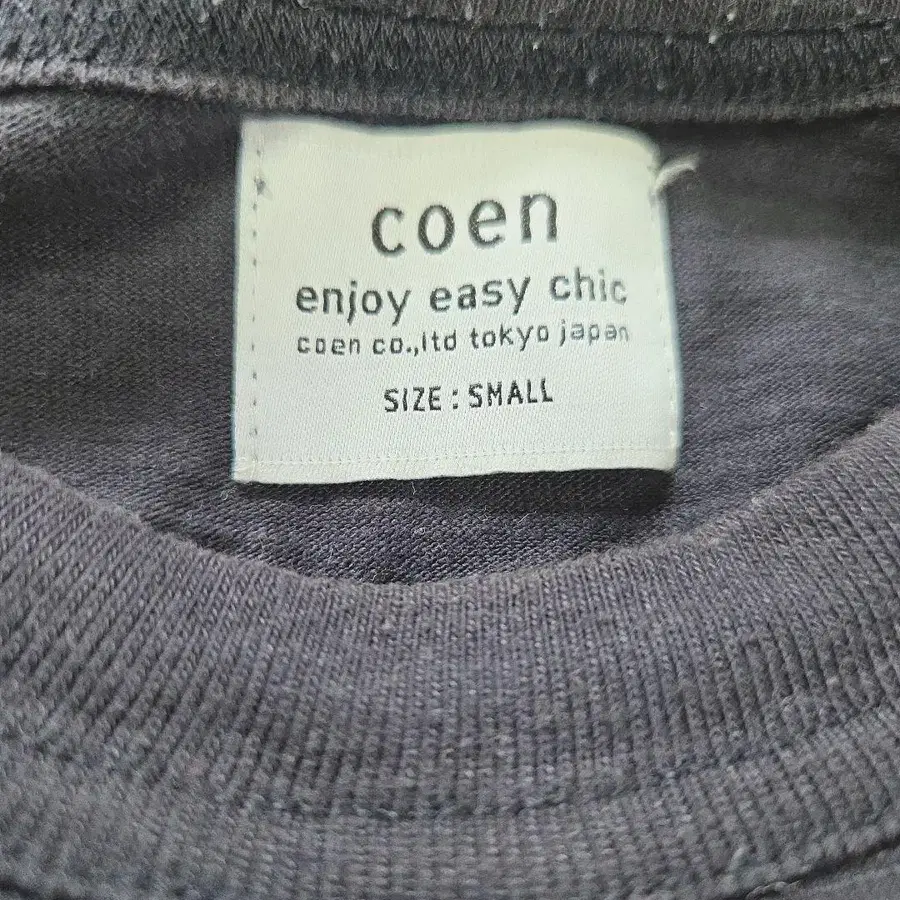 coen
enjoy easy chic
coen co.,ltd tokyo japan
SIZE : SMALL